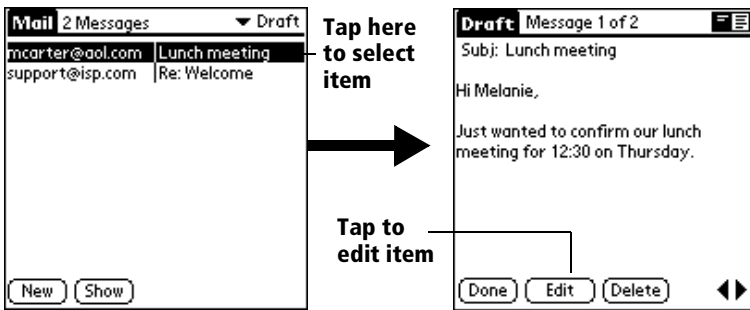 Mail 2 Messages Draft
mcarter@aol.com Lunch meeting
support@isp.com Re: Welcome
New Show
Tap here
to select
item
Tap to
edit item
Draft Message 1 of 2
Subj: Lunch meeting
Hi Melanie,
Just wanted to confirm our lunch
meeting for 12:30 on Thursday.
Done Edit Delete